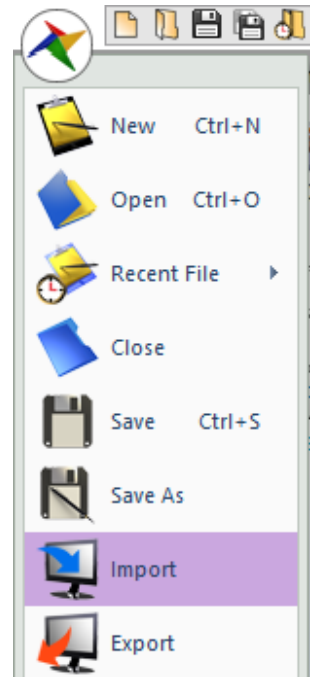 New Ctrl+N
Open Ctrl+O
Recent File
Close
Save Ctrl+S
Save As
Import
Export